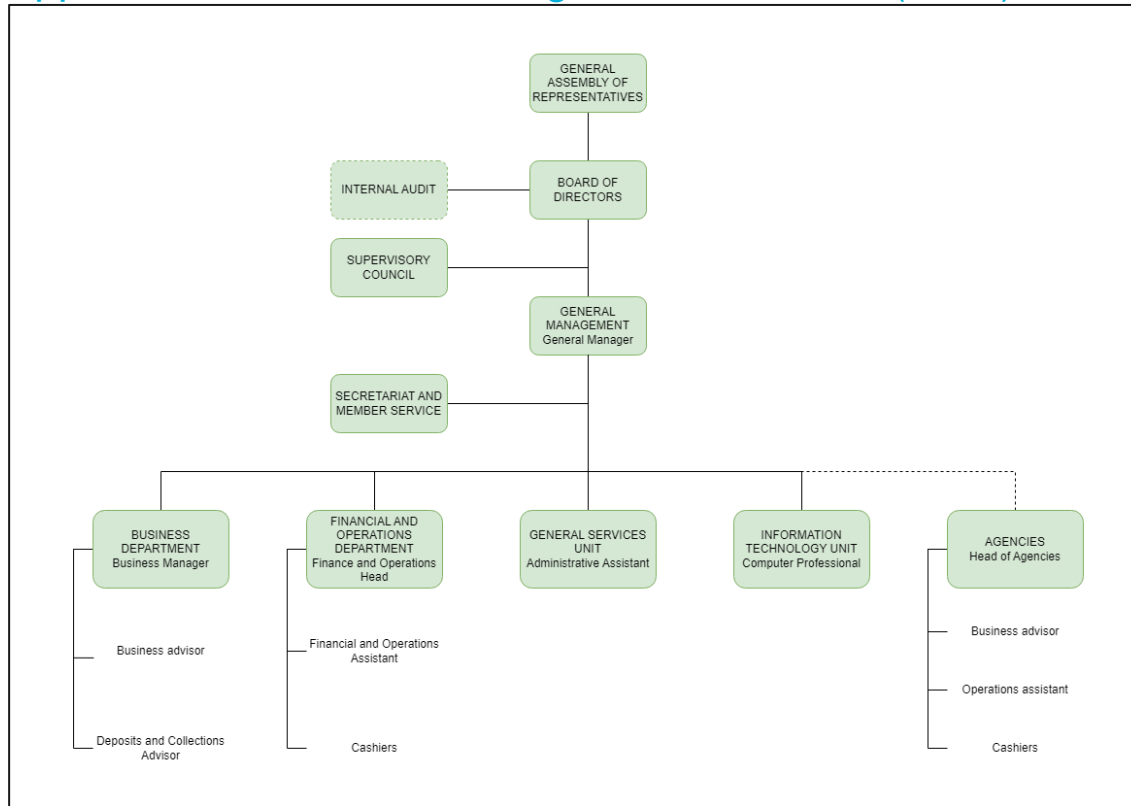 GENERAL
ASSEMBLY OF
REPRESENTATIVES
INTERNAL AUDIT
BOARD OF
DIRECTORS
SUPERVISORY
COUNCIL
GENERAL
MANAGEMENT
General Manager
SECRETARIAT AND
MEMBER SERVICE
BUSINESS
DEPARTMENT
Business Manager
FINANCIAL AND
OPERATIONS
DEPARTMENT
Finance and Operations
Head
GENERAL SERVICES
UNIT
Administrative Assistant
INFORMATION
TECHNOLOGY UNIT
Computer Professional
AGENCIES
Head of Agencies
Business advisor
Deposits and Collections
Advisor
Financial and Operations
Assistant
Cashiers
Business advisor
Operations assistant
Cashiers